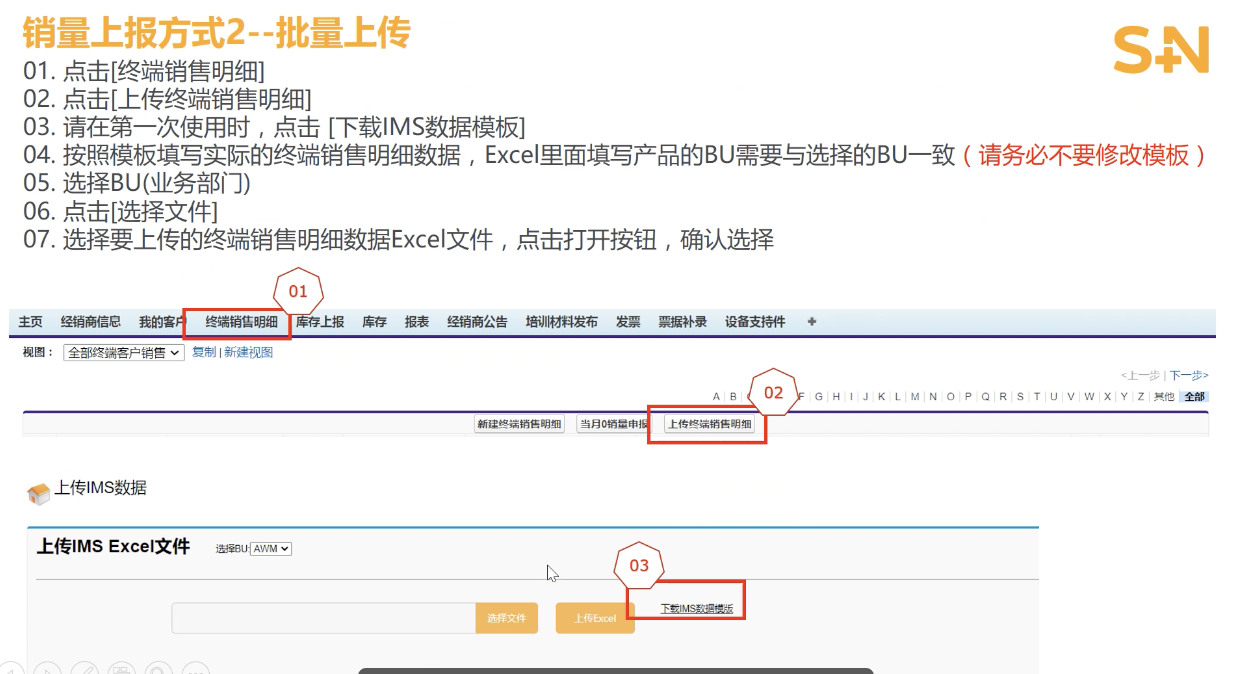 销量上报方式2--批量上传
S+N
01. 点击[终端销售明细]
02. 点击[上传终端销售明细]
03. 请在第一次使用时，点击 [下载IMS数据模板]
04. 按照模板填写实际的终端销售明细数据，Excel里面填写产品的BU需要与选择的BU一致（请务必不要修改模板）
05. 选择BU(业务部门)
06. 点击[选择文件]
07. 选择要上传的终端销售明细数据Excel文件，点击打开按钮，确认选择
01
主页 经销商信息 我的客户 终端销售明细 库存上报 库存 报表 经销商公告 培训材料发布 发票 票据补录 设备支持件 +
视图： 全部终端客户销售 复制 | 新建视图
<上一步 | 下一步>
02
A | B | F | G | H | I | J | K | L | M | N | O | P | Q | R | S | T | U | V | W | X | Y | Z | 其他 全部
新建终端销售明细 当月0销量申报 上传终端销售明细
上传IMS数据
上传IMS Excel文件 选择BU: AWM
03
下载IMS数据模版
选择文件 上传Excel